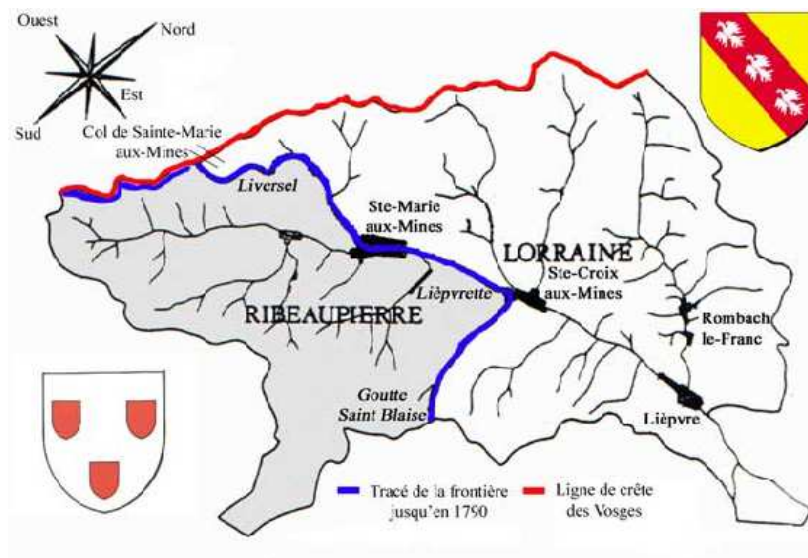 Ouest
Nord
Est
Sud
Col de Sainte-Marie
aux-Mines
Liversel
Ste-Marie
aux-Mines
LORRAINE
Ste-Croix
aux-Mines
Lièpvrette
RIBEAUPIERRE
Rombach
le-Franc
Goutte
Saint Blaise
Lièpvre
Tracé de la frontière
jusqu'en 1790
Ligne de crête
des Vosges